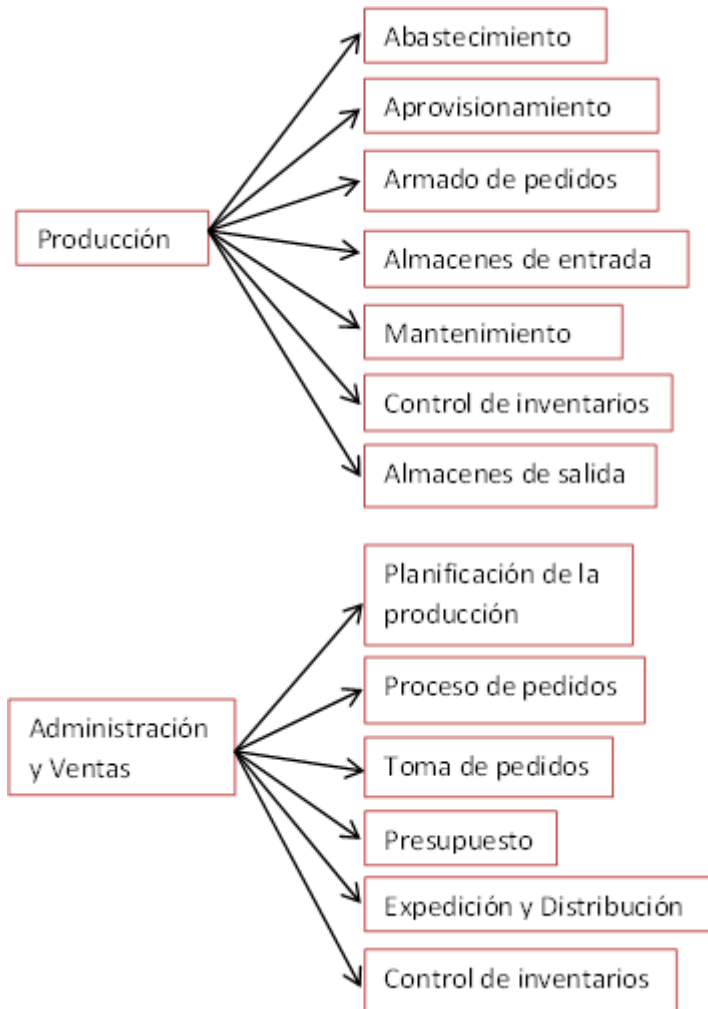 Producción
Abastecimiento
Aprovisionamiento
Armado de pedidos
Almacenes de entrada
Mantenimiento
Control de inventarios
Almacenes de salida
Administración
y Ventas
Planificación de la
producción
Proceso de pedidos
Toma de pedidos
Presupuesto
Expedición y Distribución
Control de inventarios